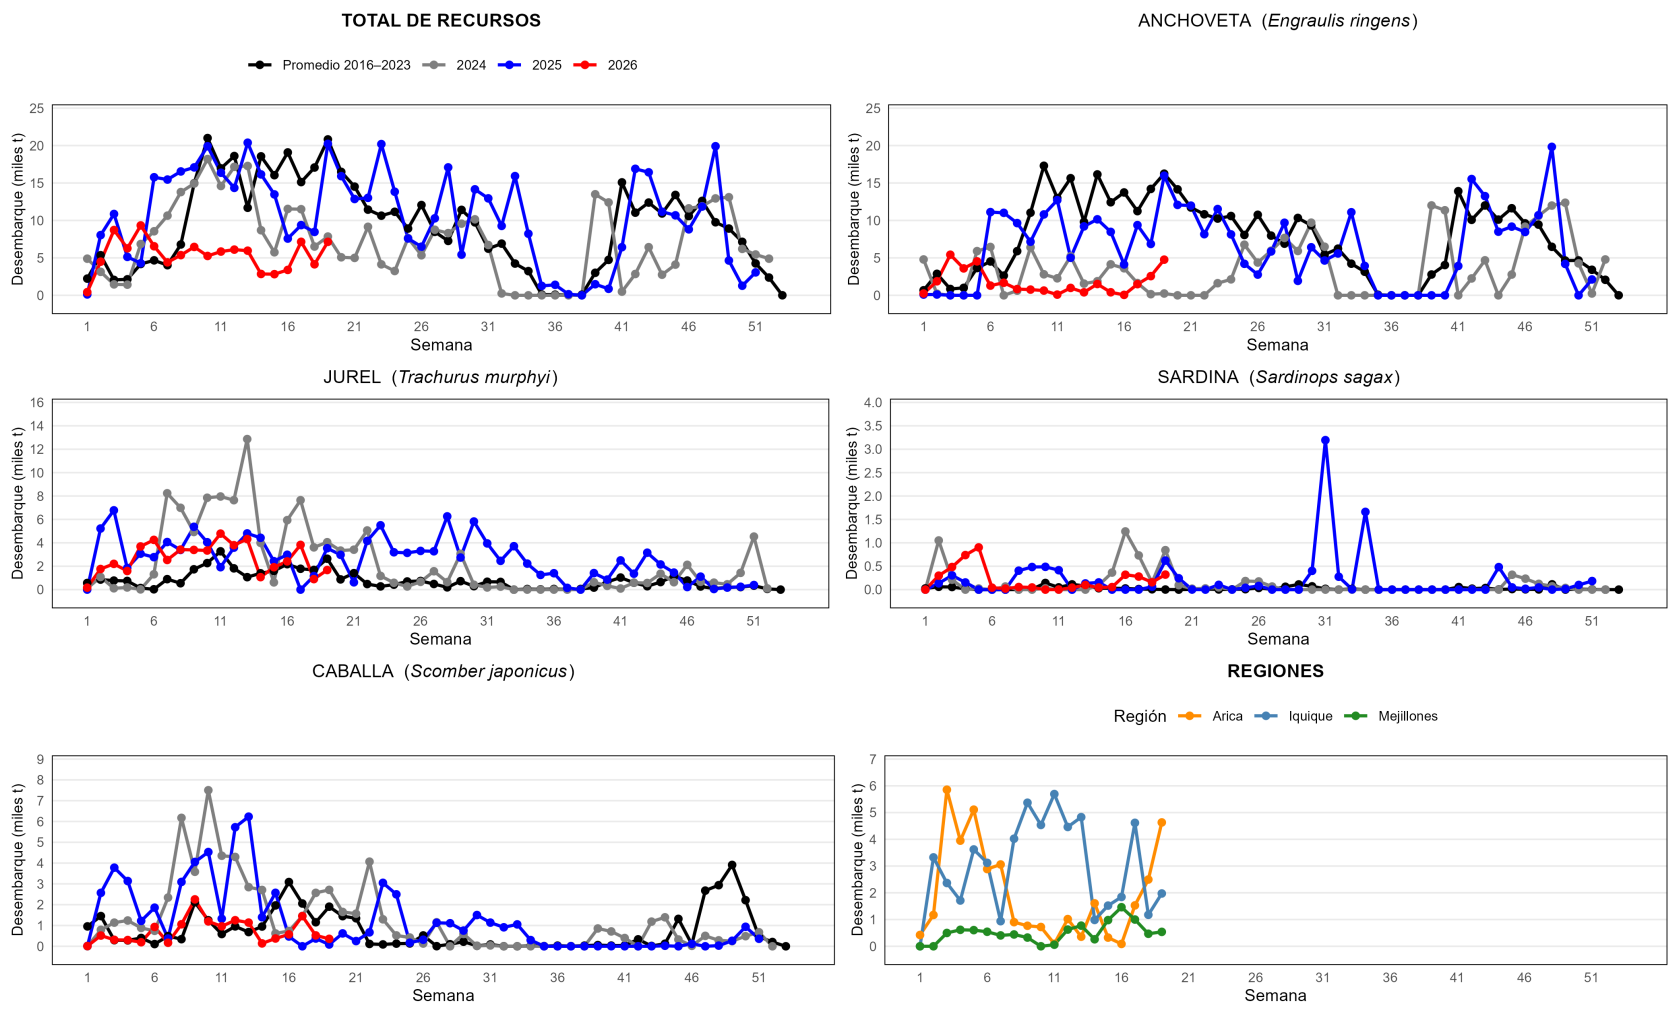 TOTAL DE RECURSOS
Promedio 2016–2023 2024 2025 2026
25
20
15
10
5
0
Desembarque (miles t)
1 6 11 16 21 26 31 36 41 46 51
Semana
ANCHOVETA (Engraulis ringens)
25
20
15
10
5
0
Desembarque (miles t)
1 6 11 16 21 26 31 36 41 46 51
Semana
JUREL (Trachurus murphyi)
16
14
12
10
8
6
4
2
0
Desembarque (miles t)
1 6 11 16 21 26 31 36 41 46 51
Semana
SARDINA (Sardinops sagax)
4.0
3.5
3.0
2.5
2.0
1.5
1.0
0.5
0.0
Desembarque (miles t)
1 6 11 16 21 26 31 36 41 46 51
Semana
CABALLA (Scomber japonicus)
9
8
7
6
5
4
3
2
1
0
Desembarque (miles t)
1 6 11 16 21 26 31 36 41 46 51
Semana
REGIONES
Región Arica Iquique Mejillones
7
6
5
4
3
2
1
0
Desembarque (miles t)
1 6 11 16 21 26 31 36 41 46 51
Semana